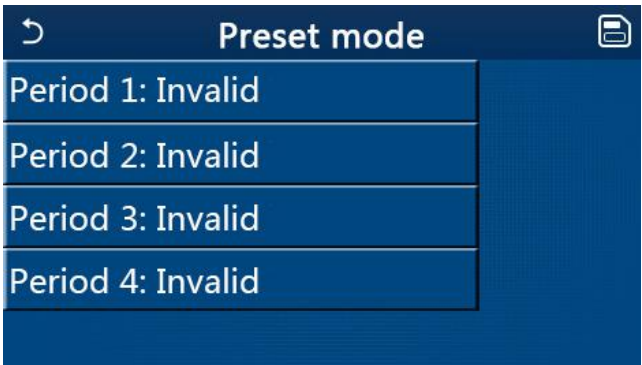 Preset mode
Period 1: Invalid
Period 2: Invalid
Period 3: Invalid
Period 4: Invalid